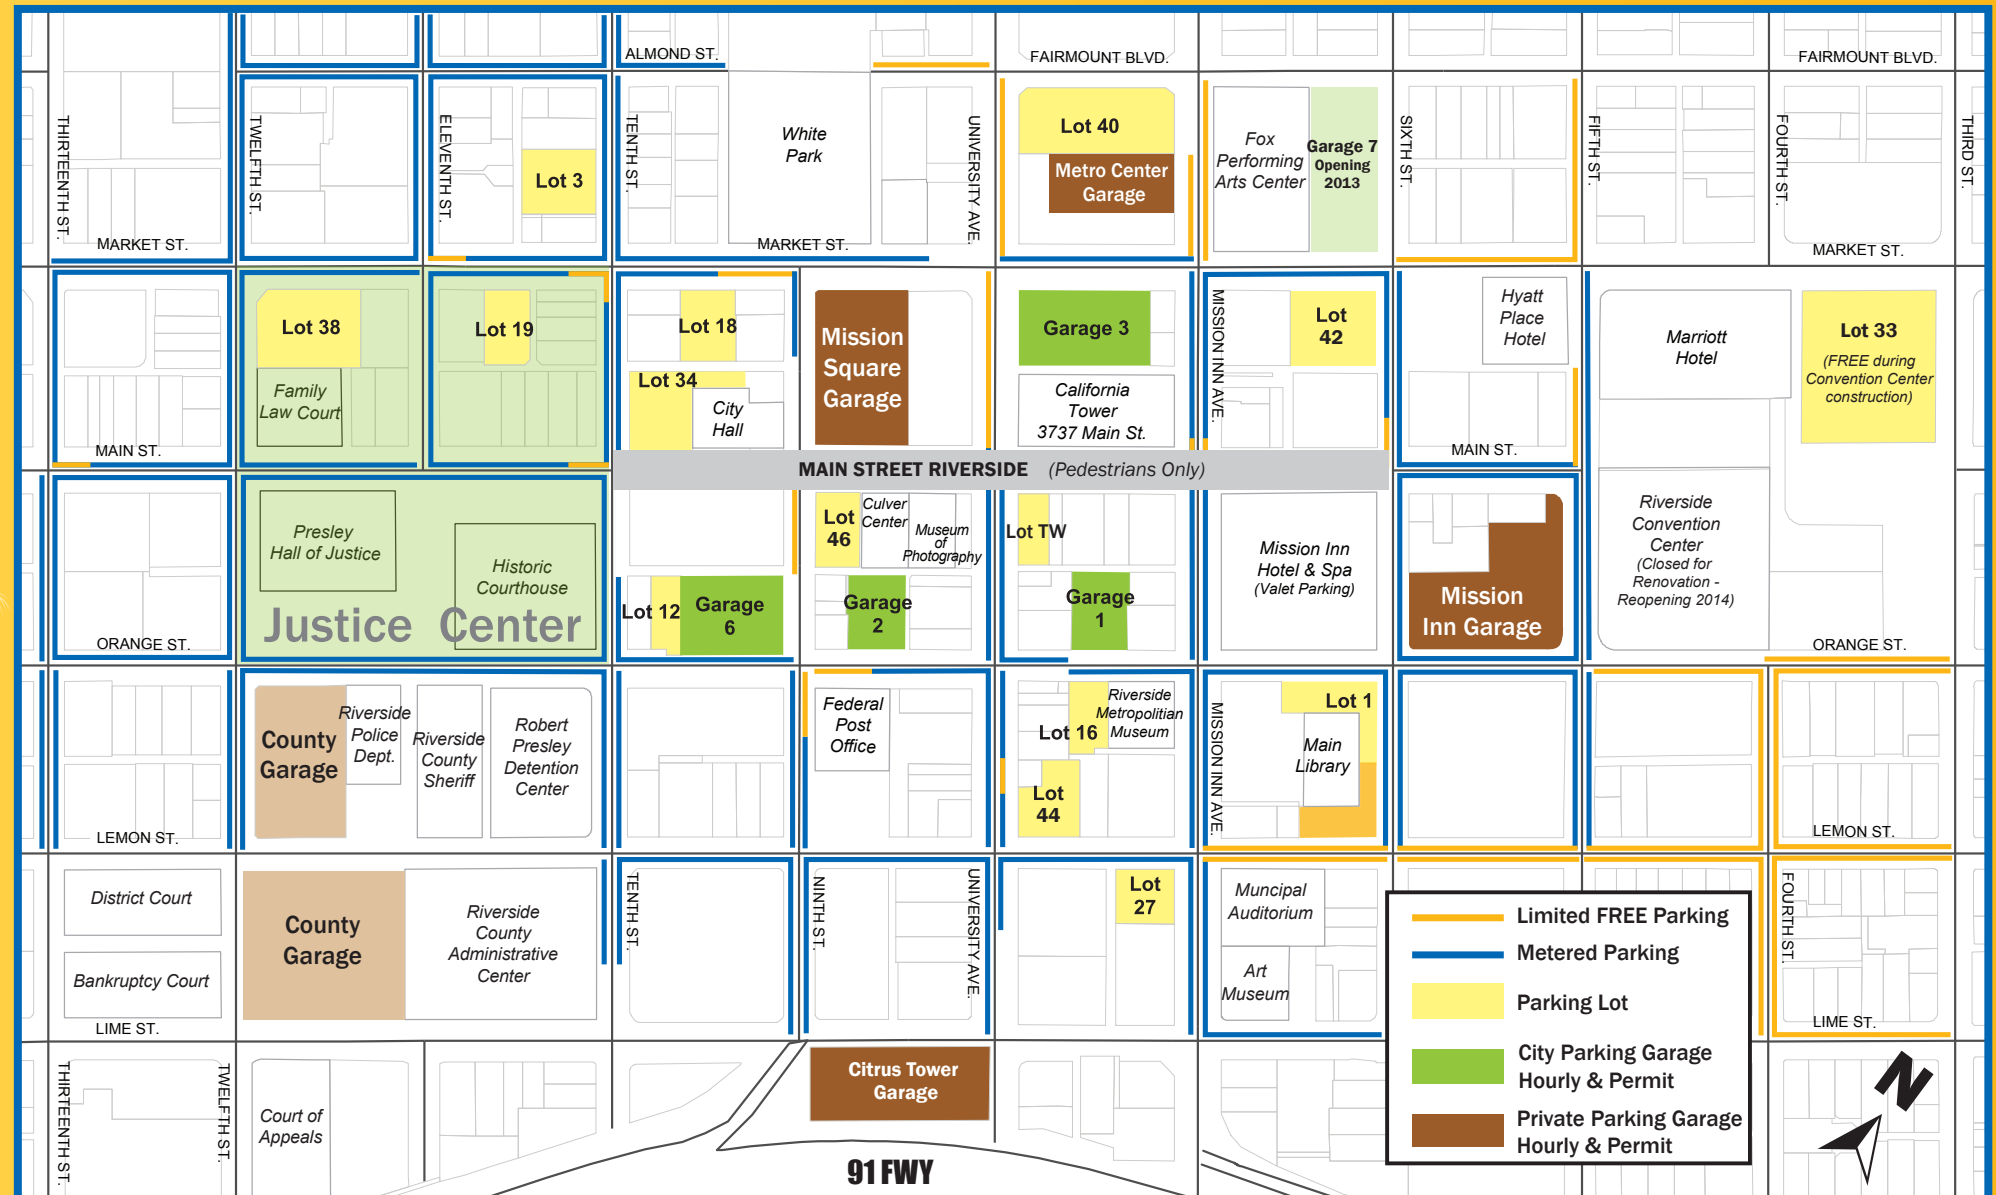 ALMOND ST.
FAIRMOUNT BLVD.
FAIRMOUNT BLVD.
THIRTEENTH ST.
TWELFTH ST.
ELEVENTH ST.
TENTH ST.
UNIVERSITY AVE.
SIXTH ST.
FIFTH ST.
FOURTH ST.
THIRD ST.
Lot 3
White
Park
Lot 40
Metro Center
Garage
Fox
Performing
Arts Center
Garage 7
Opening
2013
MARKET ST.
MARKET ST.
MARKET ST.
Lot 38
Family
Law Court
Lot 19
Lot 18
Lot 34
City
Hall
Mission
Square
Garage
Garage 3
California
Tower
3737 Main St.
MISSION INN AVE.
Lot
42
Hyatt
Place
Hotel
Marriott
Hotel
Lot 33
(FREE during
Convention Center
construction)
MAIN ST.
MAIN ST.
MAIN STREET RIVERSIDE (Pedestrians Only)
Presley
Hall of Justice
Historic
Courthouse
Justice Center
Lot 12
Garage
6
Lot
46
Culver
Center
Museum
of
Photography
Garage
2
Lot TW
Garage
1
Mission Inn
Hotel & Spa
(Valet Parking)
Mission
Inn Garage
Riverside
Convention
Center
(Closed for
Renovation -
Reopening 2014)
ORANGE ST.
ORANGE ST.
County
Garage
Riverside
Police
Dept.
Riverside
County
Sheriff
Robert
Presley
Detention
Center
Federal
Post
Office
Lot 16
Riverside
Metropolitian
Museum
Lot
44
MISSION INN AVE.
Lot 1
Main
Library
LEMON ST.
LEMON ST.
District Court
Bankruptcy Court
County
Garage
Riverside
County
Administrative
Center
TENTH ST.
NINTH ST.
UNIVERSITY AVE.
Lot
27
Muncipal
Auditorium
Art
Museum
FOURTH ST.
LIME ST.
LIME ST.
Limited FREE Parking
Metered Parking
Parking Lot
City Parking Garage
Hourly & Permit
Private Parking Garage
Hourly & Permit
THIRTEENTH ST.
TWELFTH ST.
Court of
Appeals
Citrus Tower
Garage
91 FWY
N